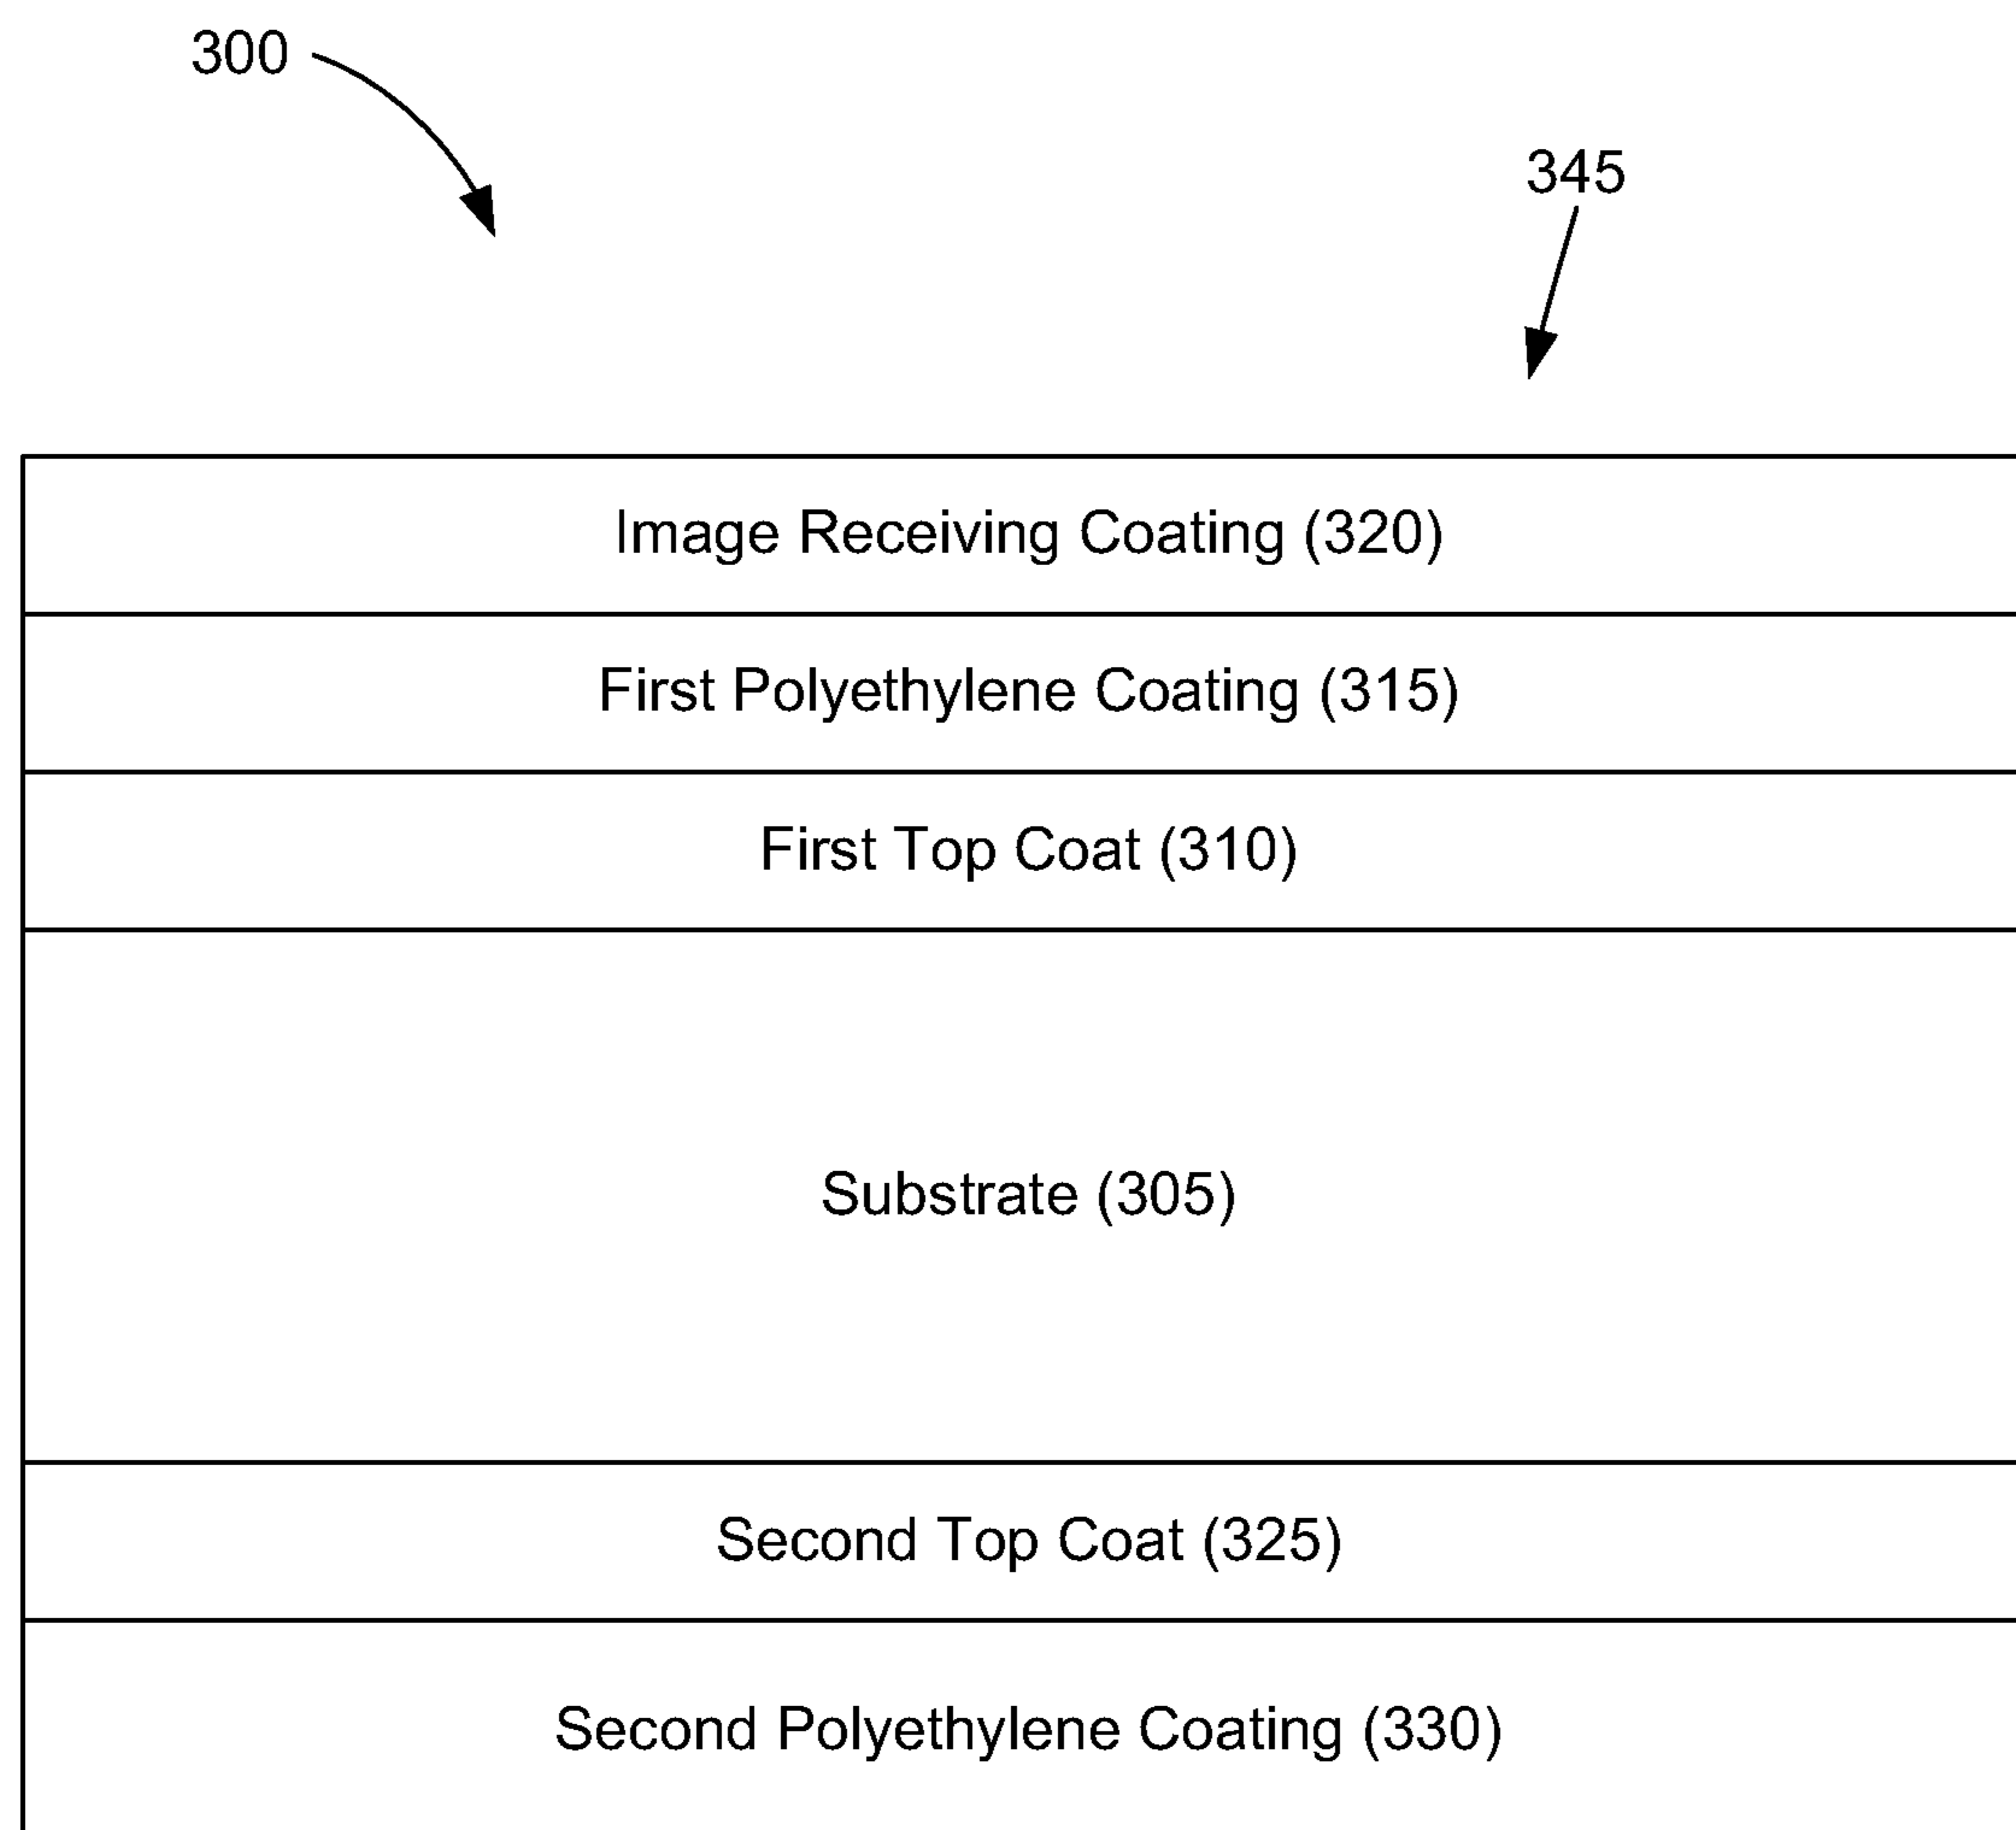 300
345
Image Receiving Coating (320)
First Polyethylene Coating (315)
First Top Coat (310)
Substrate (305)
Second Top Coat (325)
Second Polyethylene Coating (330)